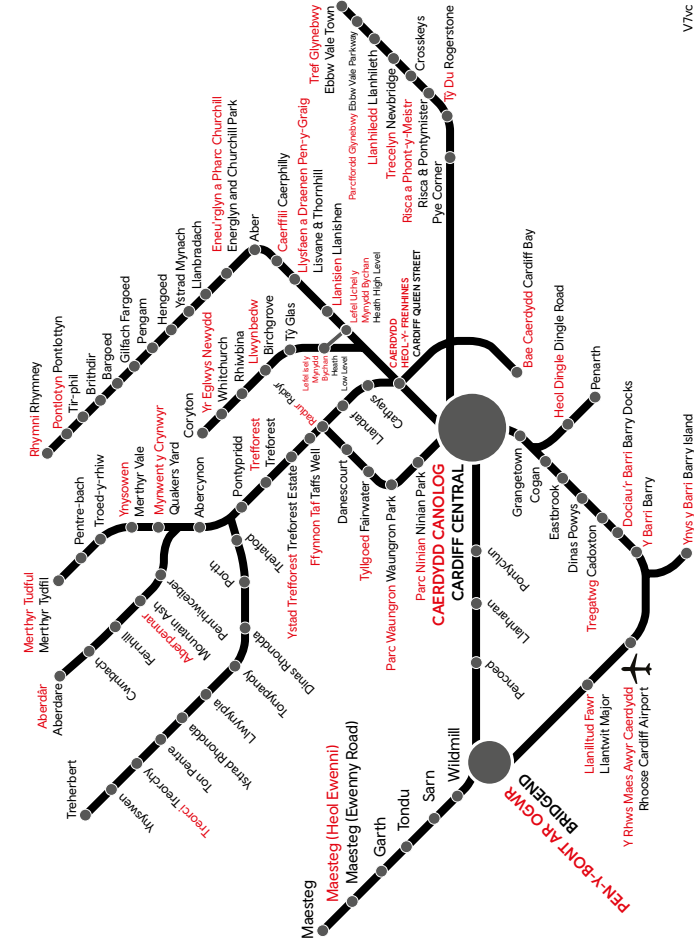 V7vc
Tref Glynebwy
Ebbw Vale Town
Parcffordd Glynebwy Ebbw Vale Parkway
Llanhiledd Llanhilleth
Trecelyn Newbridge
Crosskeys
Risca a Phont-y-Meistr
Risca & Pontymister
Tŷ Du Rogerstone
Pye Corner
Rhymni Rhymney
Pontlotyn Pontlottyn
Tir-phil
Brithdir
Bargoed
Gilfach Fargoed
Pengam
Hengoed
Ystrad Mynach
Llanbradach
Eneu'rglyn a Pharc Churchill
Energlyn and Churchill Park
Aber
Caerffili Caerphilly
Llysfaen a Draenen Pen-y-Graig
Lisvane & Thornhill
Llanisien Llanishen
Lefel Uchel y
Mynydd Bychan
Heath High Level
CAERDYDD
HEOL-Y- FRENHINES
CARDIFF QUEEN STREET
Bae Caerdydd Cardiff Bay
Coryton
Yr Eglwys Newydd
Whitchurch
Rhiwbina
Llwynbedw
Birchgrove
Tŷ Glas
Lefel Isel y
Mynydd
Bychan
Heath
Low Level
Merthyr Tudful
Merthyr Tydfil
Pentre-bach
Troed-y-rhiw
Ynysowen
Merthyr Vale
Mynwent y Crynwyr
Quakers Yard
Abercynon
Pontypridd
Trefforest
Treforest
Ystad Trefforest Treforest Estate
Ffynnon Taf Taffs Well
Radur Radyr
Llandaf
Cathays
Danescourt
Tyllgoed Fairwater
Parc Waungron Waungron Park
Parc Ninian Ninian Park
CAERDYDD CANOLOG
CARDIFF CENTRAL
Aberdâr
Aberdare
Cwmbach
Fernhill
Aberpennar
Mountain Ash
Penrhiwceiber
Treherbert
Ynyswen
Treorci Treorchy
Ton Pentre
Ystrad Rhondda
Llwynypia
Tonypandy
Dinas Rhondda
Porth
Trehafod
Grangetown
Heol Dingle Dingle Road
Penarth
Cogan
Eastbrook
Dinas Powys
Tregatwg Cadoxton
Dociau'r Barri Barry Docks
Y Barri Barry
Ynys y Barri Barry Island
Y Rhws Maes Awyr Caerdydd
Rhoose Cardiff Airport
Llanilltud Fawr
Llantwit Major
Pontyclun
Llanharan
Pencoed
PEN-Y-BONT AR OGWR
BRIDGEND
Wildmill
Sarn
Tondu
Garth
Maesteg (Heol Ewenni)
Maesteg (Ewenny Road)
Maesteg